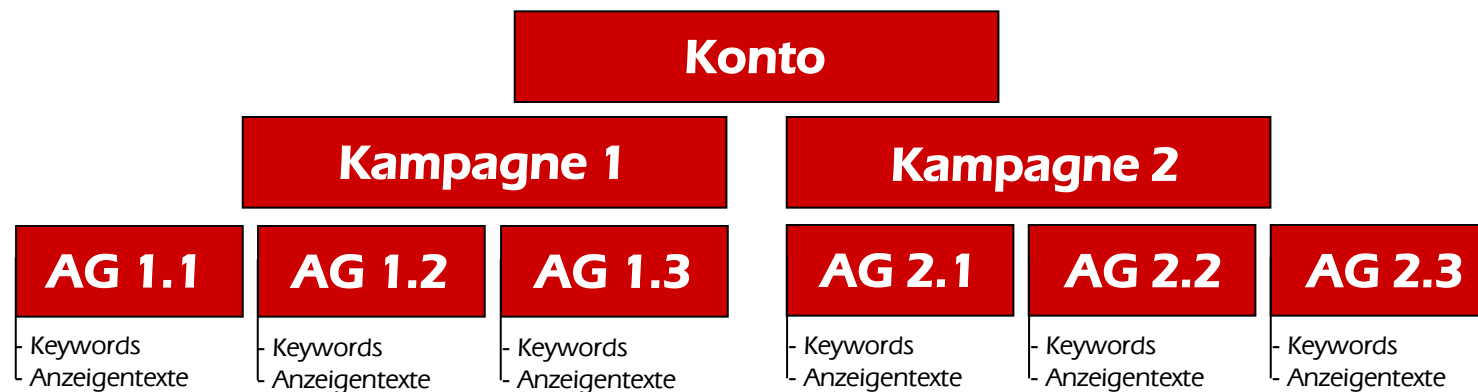 Konto
Kampagne 1
Kampagne 2
AG 1.1
AG 1.2
AG 1.3
AG 2.1
AG 2.2
AG 2.3
- Keywords
- Anzeigentexte
- Keywords
- Anzeigentexte
- Keywords
- Anzeigentexte
- Keywords
- Anzeigentexte
- Keywords
- Anzeigentexte
- Keywords
- Anzeigentexte